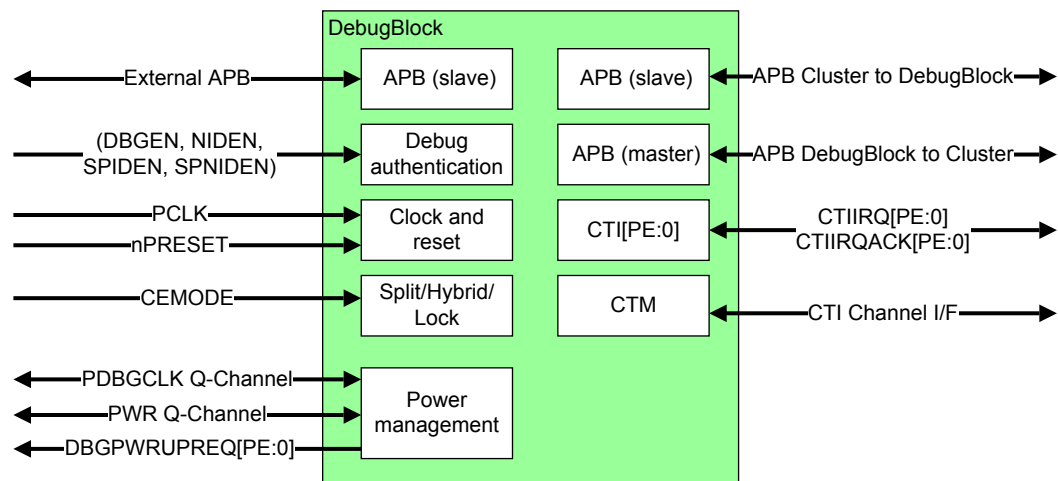 DebugBlock
External APB
APB (slave)
APB (slave)
APB Cluster to DebugBlock
(DBGEN, NIDEN,
SPIDEN, SPNIDEN)
Debug
authentication
APB (master)
APB DebugBlock to Cluster
PCLK
nPRESET
Clock and
reset
CTI[PE:0]
CTIIRQ[PE:0]
CTIIRQACK[PE:0]
CEMODE
Split/Hybrid/
Lock
CTM
CTI Channel I/F
PDBGCLK Q-Channel
PWR Q-Channel
DBGPWRUPREQ[PE:0]
Power
management